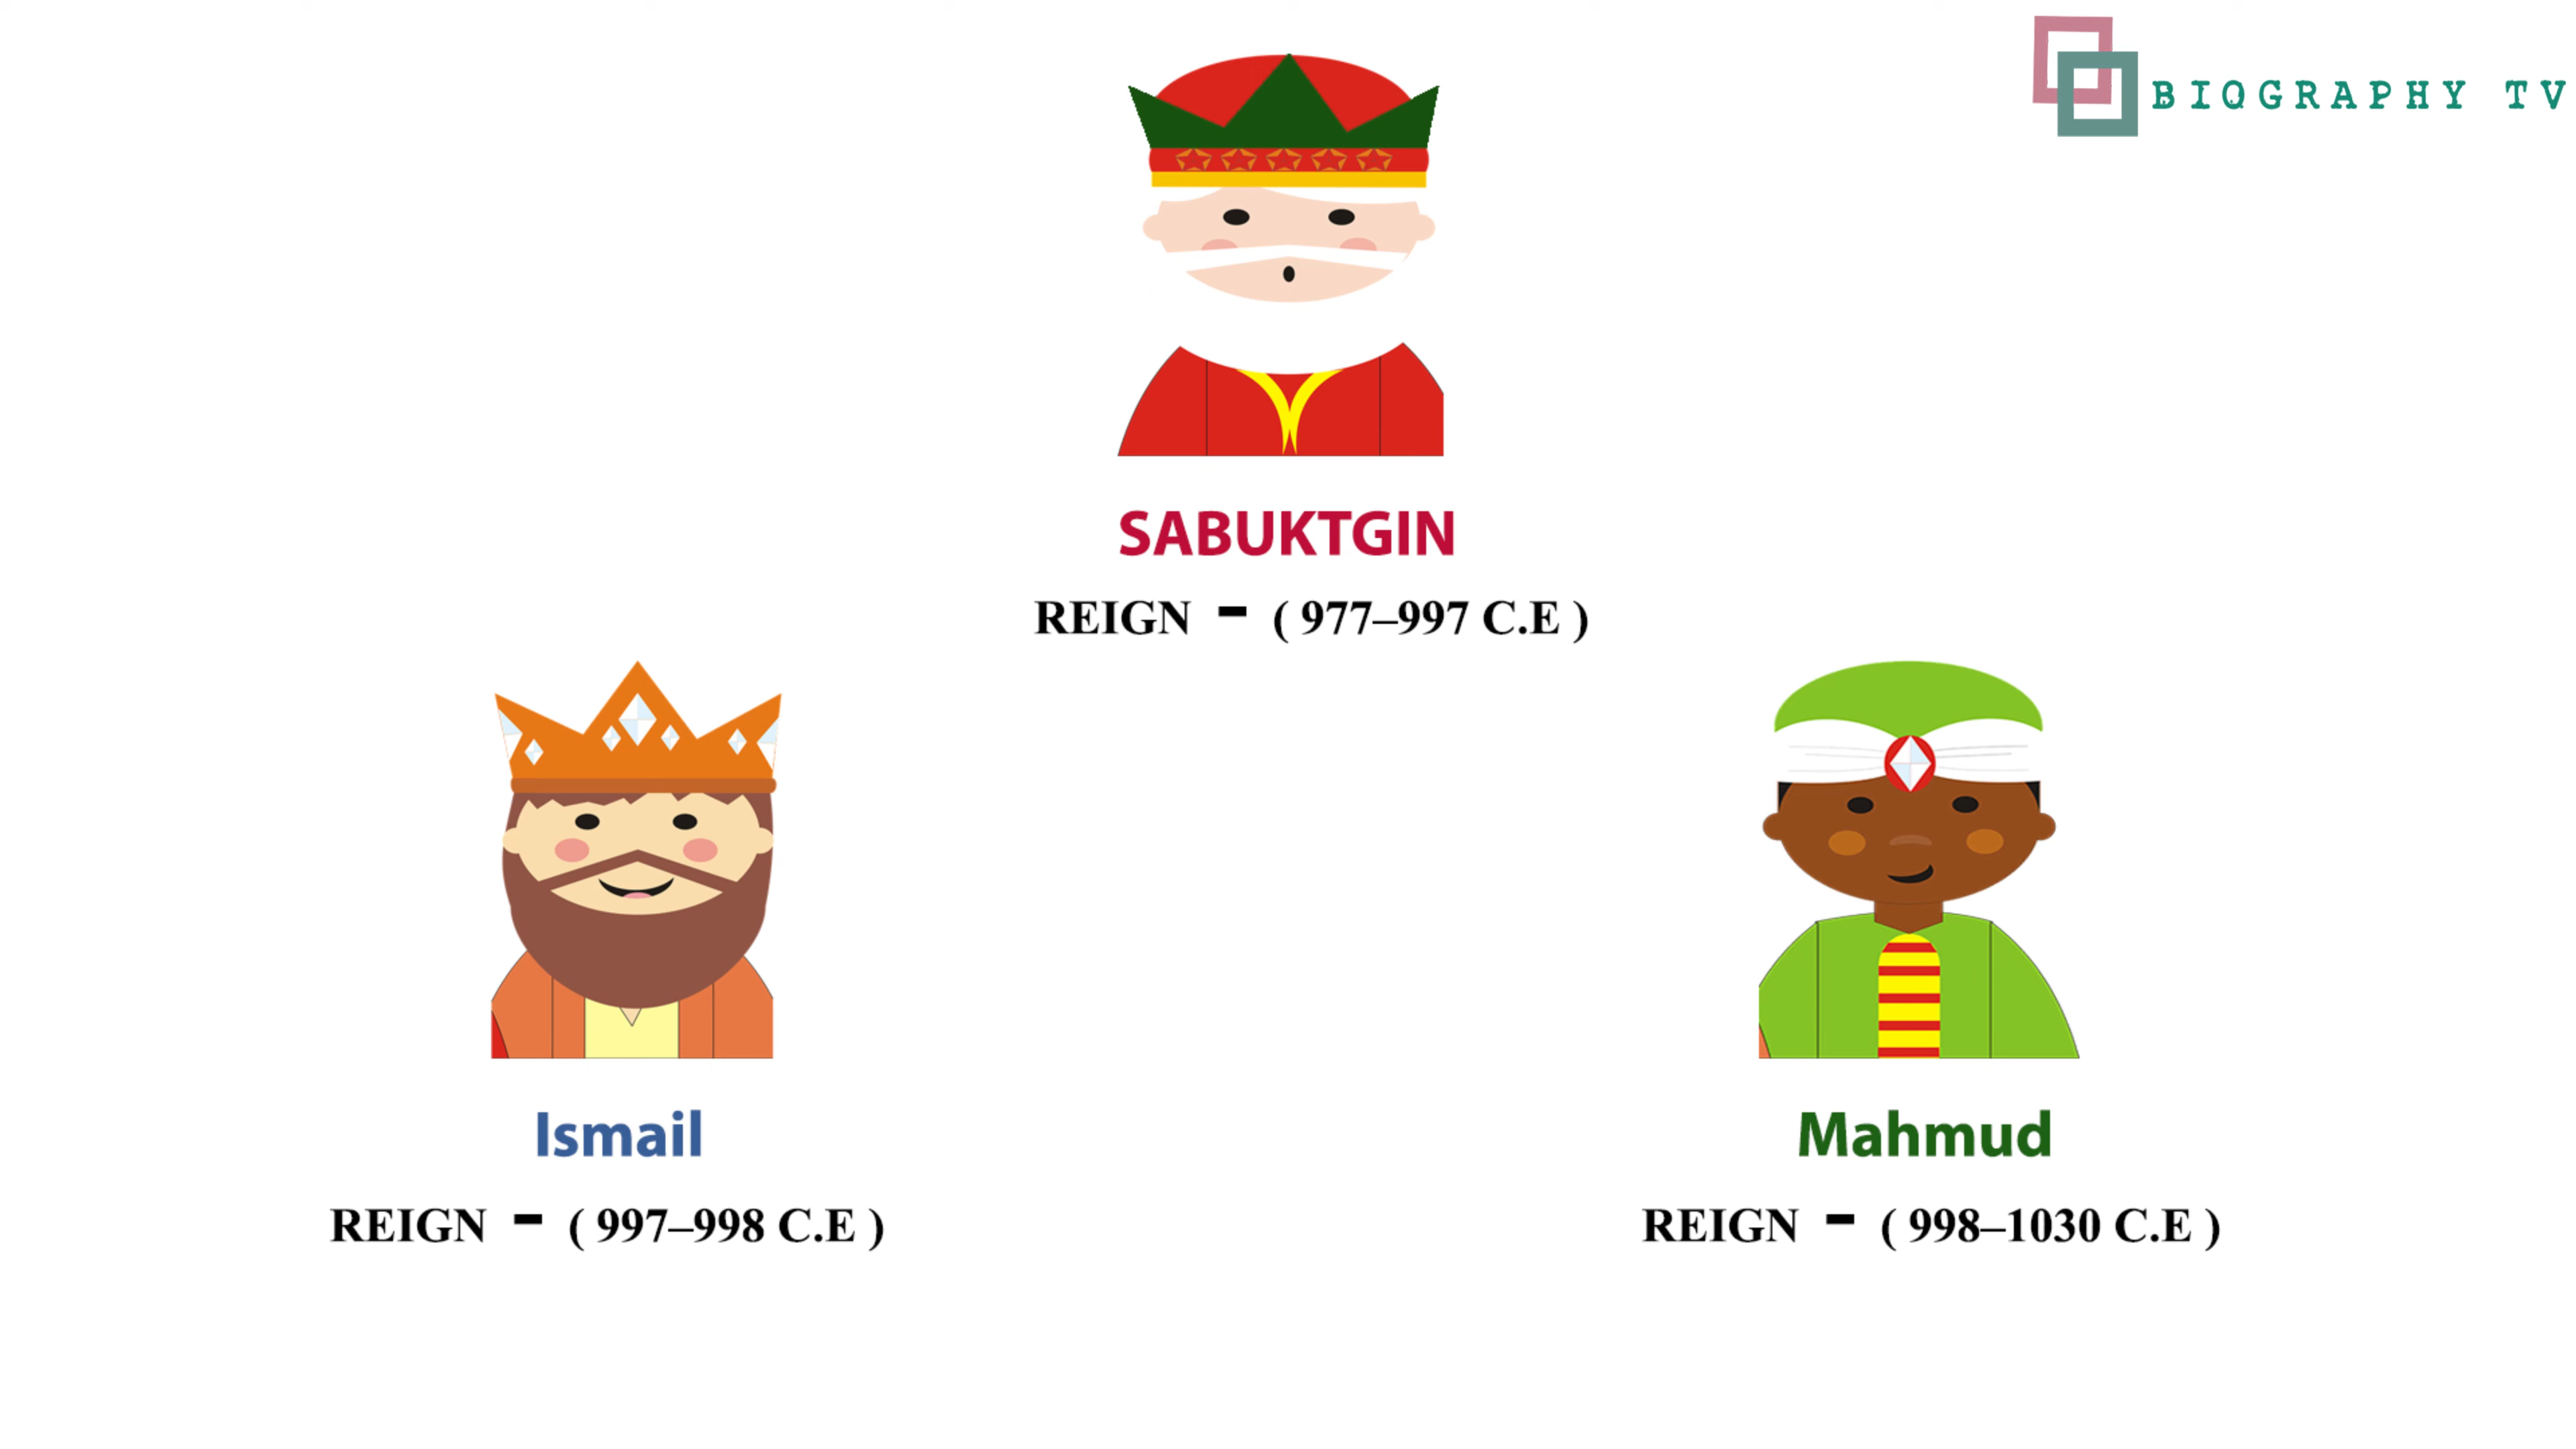 BIOGRAPHY TV
SABUKTGIN
REIGN - ( 977–997 C.E )
Ismail
REIGN - ( 997–998 C.E )
Mahmud
REIGN - ( 998–1030 C.E )